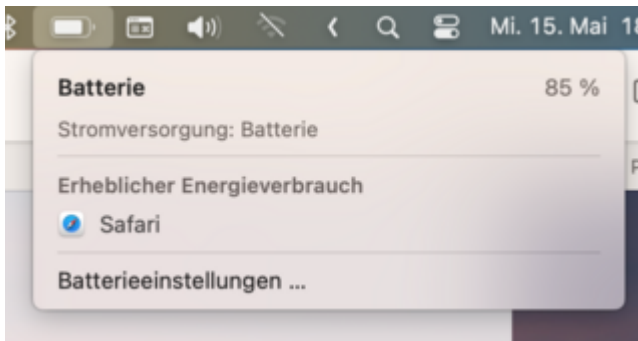 Mi. 15. Mai
Batterie 85 %
Stromversorgung: Batterie
Erheblicher Energieverbrauch
Safari
Batterieeinstellungen ...